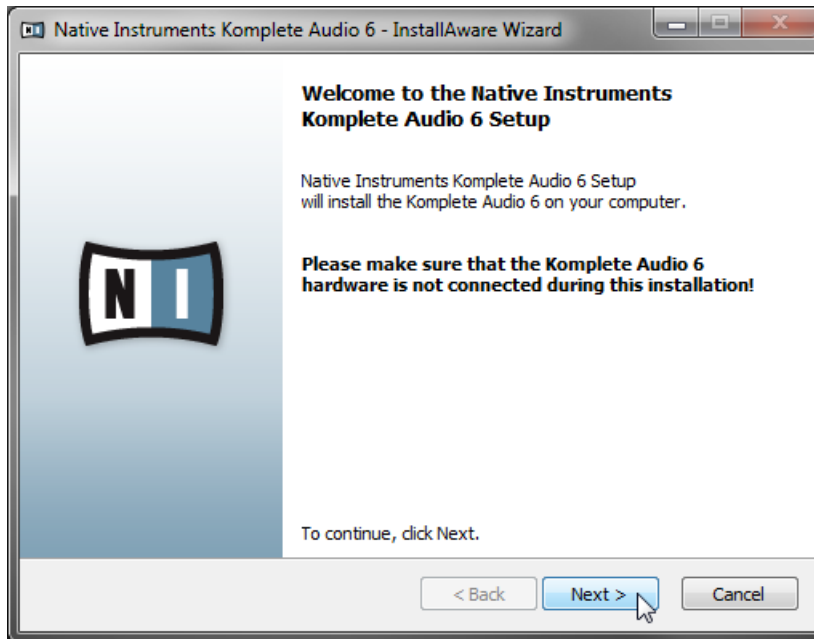 Native Instruments Komplete Audio 6 - InstallAware Wizard
Welcome to the Native Instruments
Komplete Audio 6 Setup
Native Instruments Komplete Audio 6 Setup
will install the Komplete Audio 6 on your computer.
Please make sure that the Komplete Audio 6
hardware is not connected during this installation!
N I
To continue, click Next.
< Back
Next >
Cancel